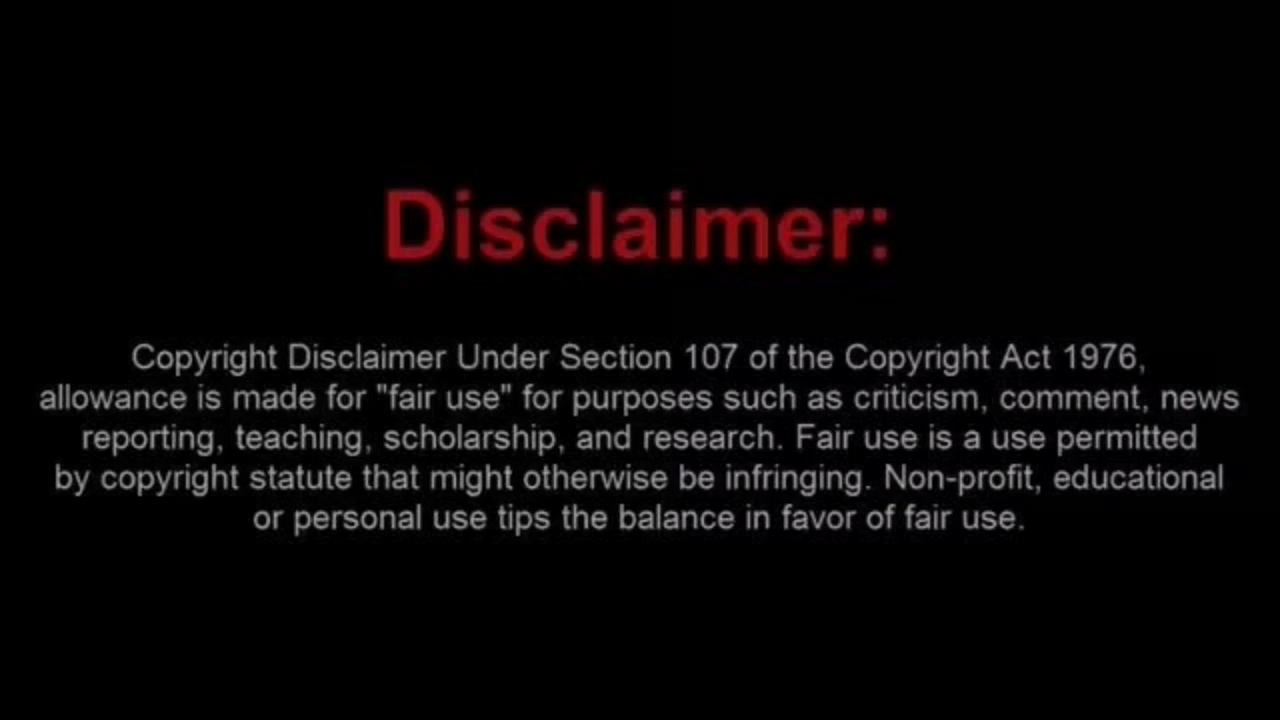 Disclaimer:
Copyright Disclaimer Under Section 107 of the Copyright Act 1976,
allowance is made for "fair use" for purposes such as criticism, comment, news
reporting, teaching, scholarship, and research. Fair use is a use permitted
by copyright statute that might otherwise be infringing. Non-profit, educational
or personal use tips the balance in favor of fair use.